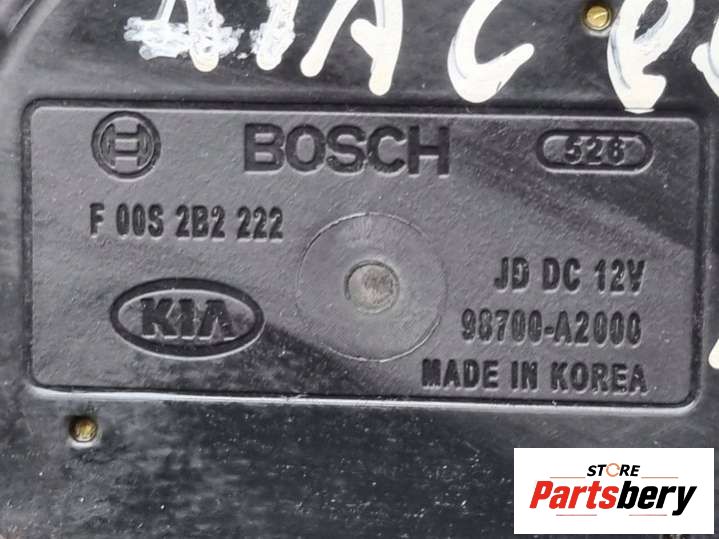 BOSCH 526
F 00S 2B2 222
JD DC 12V
KIA
98700-A2000
MADE IN KOREA
STORE
Partsbery